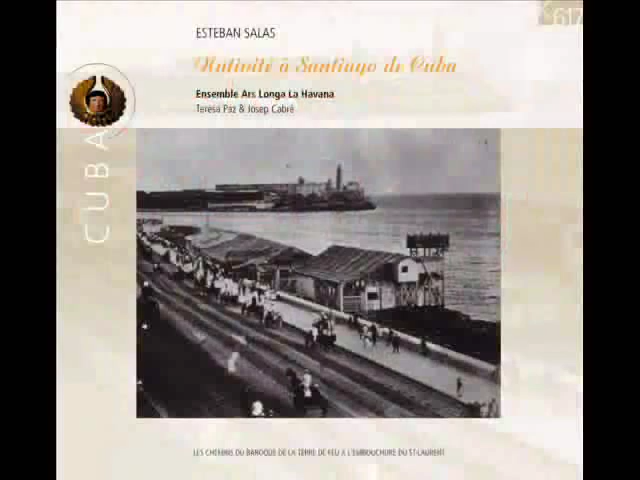 617
ESTEBAN SALAS
Nativité à Santiago de Cuba
Ensemble Ars Longa La Havana
Teresa Paz & Josep Cabré
CUBA
LES CHEMINS DU BAROQUE DE LA TERRE DE FEU À L'EMBOUCHURE DU ST-LAURENT